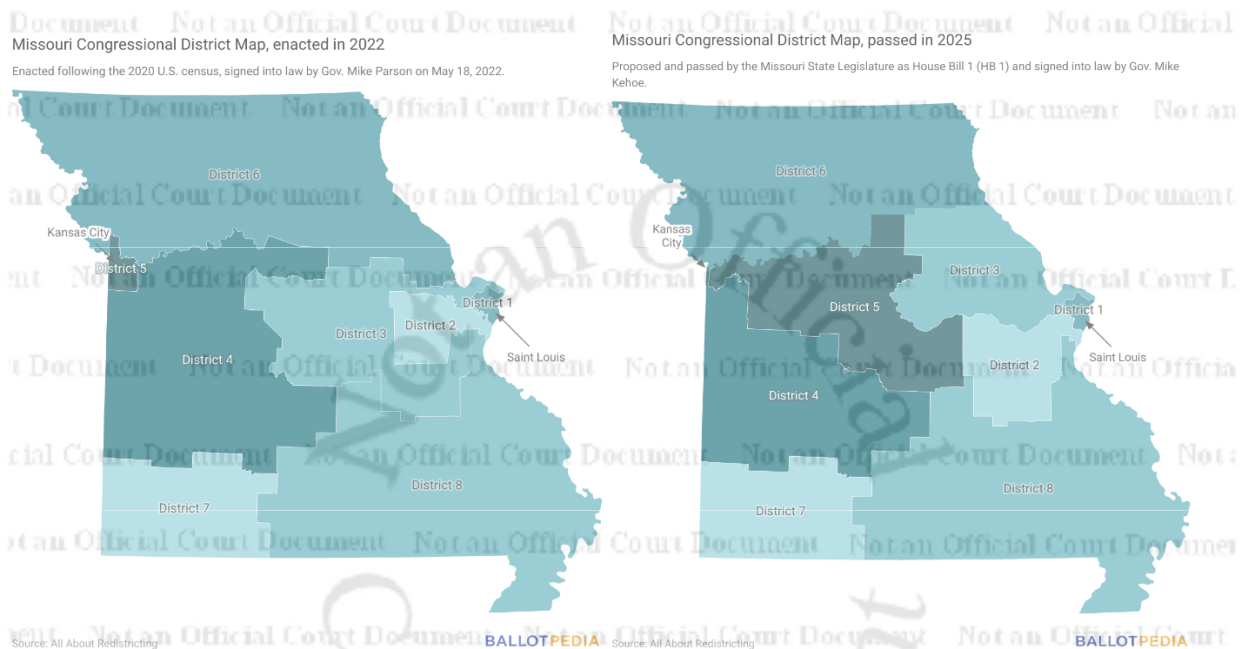 Missouri Congressional District Map, enacted in 2022
Enacted following the 2020 U.S. census, signed into law by Gov. Mike Parson on May 18, 2022.
District 6
Kansas City
District 5
District 1
District 2
District 3
Saint Louis
District 4
District 8
District 7
Source: All About Redistricting
BALLOTPEDIA
Missouri Congressional District Map, passed in 2025
Proposed and passed by the Missouri State Legislature as House Bill 1 (HB 1) and signed into law by Gov. Mike
Kehoe.
District 6
Kansas
City
District 3
District 5
District 1
Saint Louis
District 2
District 4
District 8
District 7
Source: All About Redistricting
BALLOTPEDIA
Not an Official Court Document Not an Official Court Document